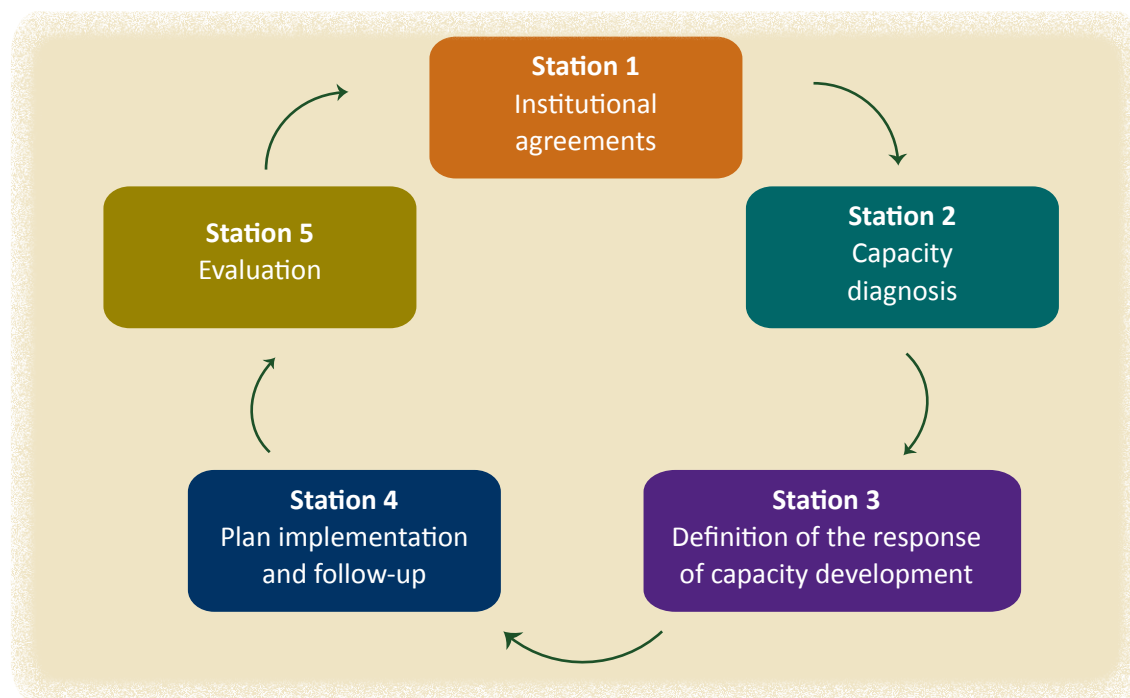 Station 1
Institutional
agreements
Station 2
Capacity
diagnosis
Station 3
Definition of the response
of capacity development
Station 4
Plan implementation
and follow-up
Station 5
Evaluation